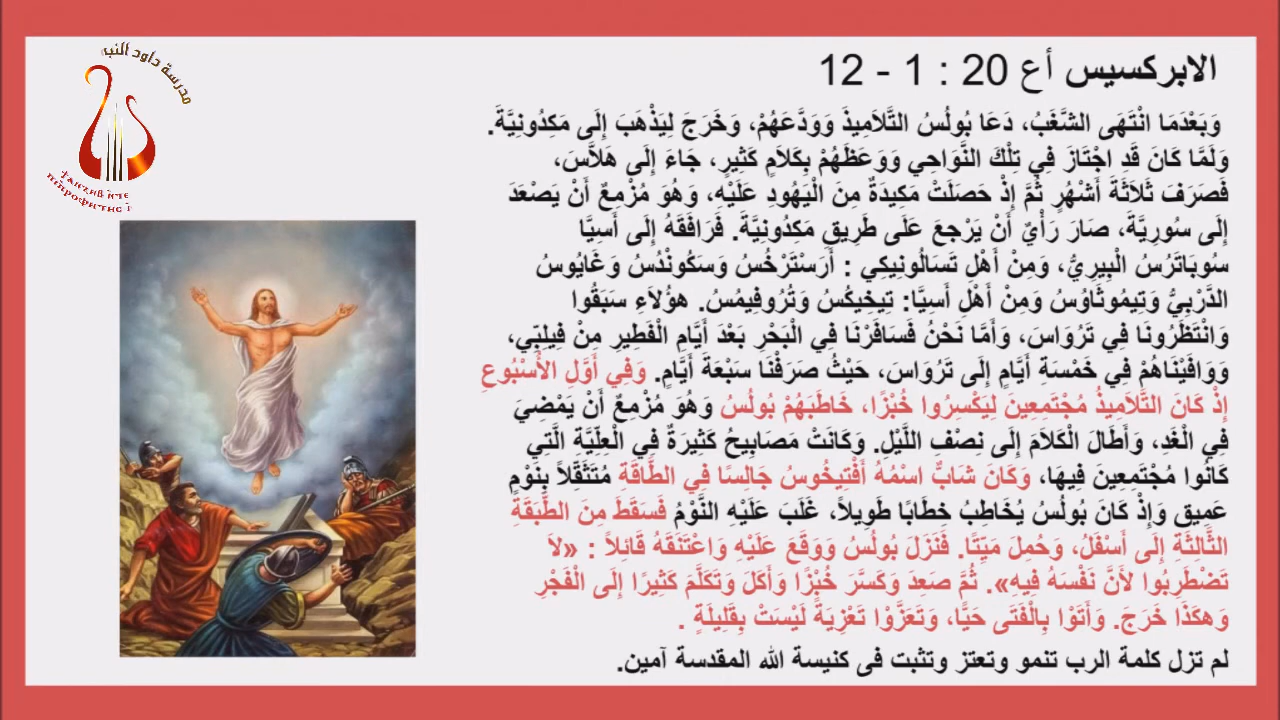 مدرسة داود النب
الابركسيس أع 20 : 1 - 12
وَبَعْدَمَا انْتَهَى الشَّغَبُ، دَعَا بُولُسُ التَّلاَمِيذَ وَوَدَّعَهُمْ، وَخَرَجَ لِيَذْهَبَ إِلَى مَكِدُونِيَّةَ.
وَلَمَّا كَانَ قَدِ اجْتَازَ فِي تِلْكَ النَّوَاحِي وَوَعَظَهُمْ بِكَلاَمٍ كَثِيرٍ، جَاءَ إِلَى هَلاَّسَ،
فَصَرَفَ ثَلاَثَةَ أَشْهُرٍ ثُمَّ إِذْ حَصَلَتْ مَكِيدَةٌ مِنَ الْيَهُودِ عَلَيْهِ، وَهُوَ مُزْمِعٌ أَنْ يَصْعَدَ
إِلَى سُورِيَّةَ، صَارَ رَأْيٌ أَنْ يَرْجعَ عَلَى طَرِيقِ مَكِدُونِيَّةَ. فَرَافَقَهُ إِلَى أَسِيَّا
سُوبَاتَرُسُ الْبِيرِيُّ، وَمِنْ أَهْلِ تَسَالُونِيكِي : أَرَسْتَرْخُسُ وَسَكُونْدُسُ وَغَايُوسُ
الدَّرْبِيُّ وَتِيمُوثَاوُسُ وَمِنْ أَهْلِ أَسِيَّا: تِيخِيكُسُ وَتُرُوفِيمُسُ. هؤُلاَءِ سَبَقُوا
وَانْتَظَرُونَا فِي تَرُوَاسَ، وَأَمَّا نَحْنُ فَسَافَرْنَا فِي الْبَحْرِ بَعْدَ أَيَّامِ الْفَطِيرِ مِنْ فِيلِبِّي،
وَوَافَيْنَاهُمْ فِي خَمْسَةِ أَيَّامٍ إِلَى تَرُوَاسَ، حَيْثُ صَرَفْنَا سَبْعَةَ أَيَّامٍ. وَفِي أَوَّلِ الأُسْبُوعِ
إِذْ كَانَ التَّلاَمِيذُ مُجْتَمِعِينَ لِيَكْسِرُوا خُبْزًا، خَاطَبَهُمْ بُولُسُ وَهُوَ مُزْمِعٌ أَنْ يَمْضِيَ
فِي الْغَدِ، وَأَطَالَ الْكَلاَمَ إِلَى نِصْفِ اللَّيْلِ. وَكَانَتْ مَصَابِيحُ كَثِيرَةٌ فِي الْعِلِّيَّةِ الَّتِي
كَانُوا مُجْتَمِعِينَ فِيهَا، وَكَانَ شَابٌّ اسْمُهُ أَفْتِيخُوسُ جَالِسًا فِي الطَّاقَةِ مُتَثَقِّلاً بِنَوْمٍ
عَمِيق وَإِذْ كَانَ بُولُسُ يُخَاطِبُ خِطَابًا طَوِيلاً، غَلَبَ عَلَيْهِ النَّوْمُ فَسَقَطَ مِنَ الطَّبَقَةِ
الثَّالِثَةِ إِلَى أَسْفَلُ، وَحُمِلَ مَيِّتًا. فَنَزَلَ بُولُسُ وَوَقَعَ عَلَيْهِ وَاعْتَنَقَهُ قَائِلاً : «لاَ
تَضْطَرِبُوا لأَنَّ نَفْسَهُ فِيهِ». ثُمَّ صَعِدَ وَكَسَّرَ خُبْزًا وَأَكَلَ وَتَكَلَّمَ كَثِيرًا إِلَى الْفَجْرِ
وَهكَذَا خَرَجَ. وَأَتَوْا بِالْفَتَى حَيًّا، وَتَعَزَّوْا تَعْزِيَةً لَيْسَتْ بِقَلِيلَةٍ .
لم تزل كلمة الرب تنمو وتعتز وتثبت فى كنيسة الله المقدسة آمين.